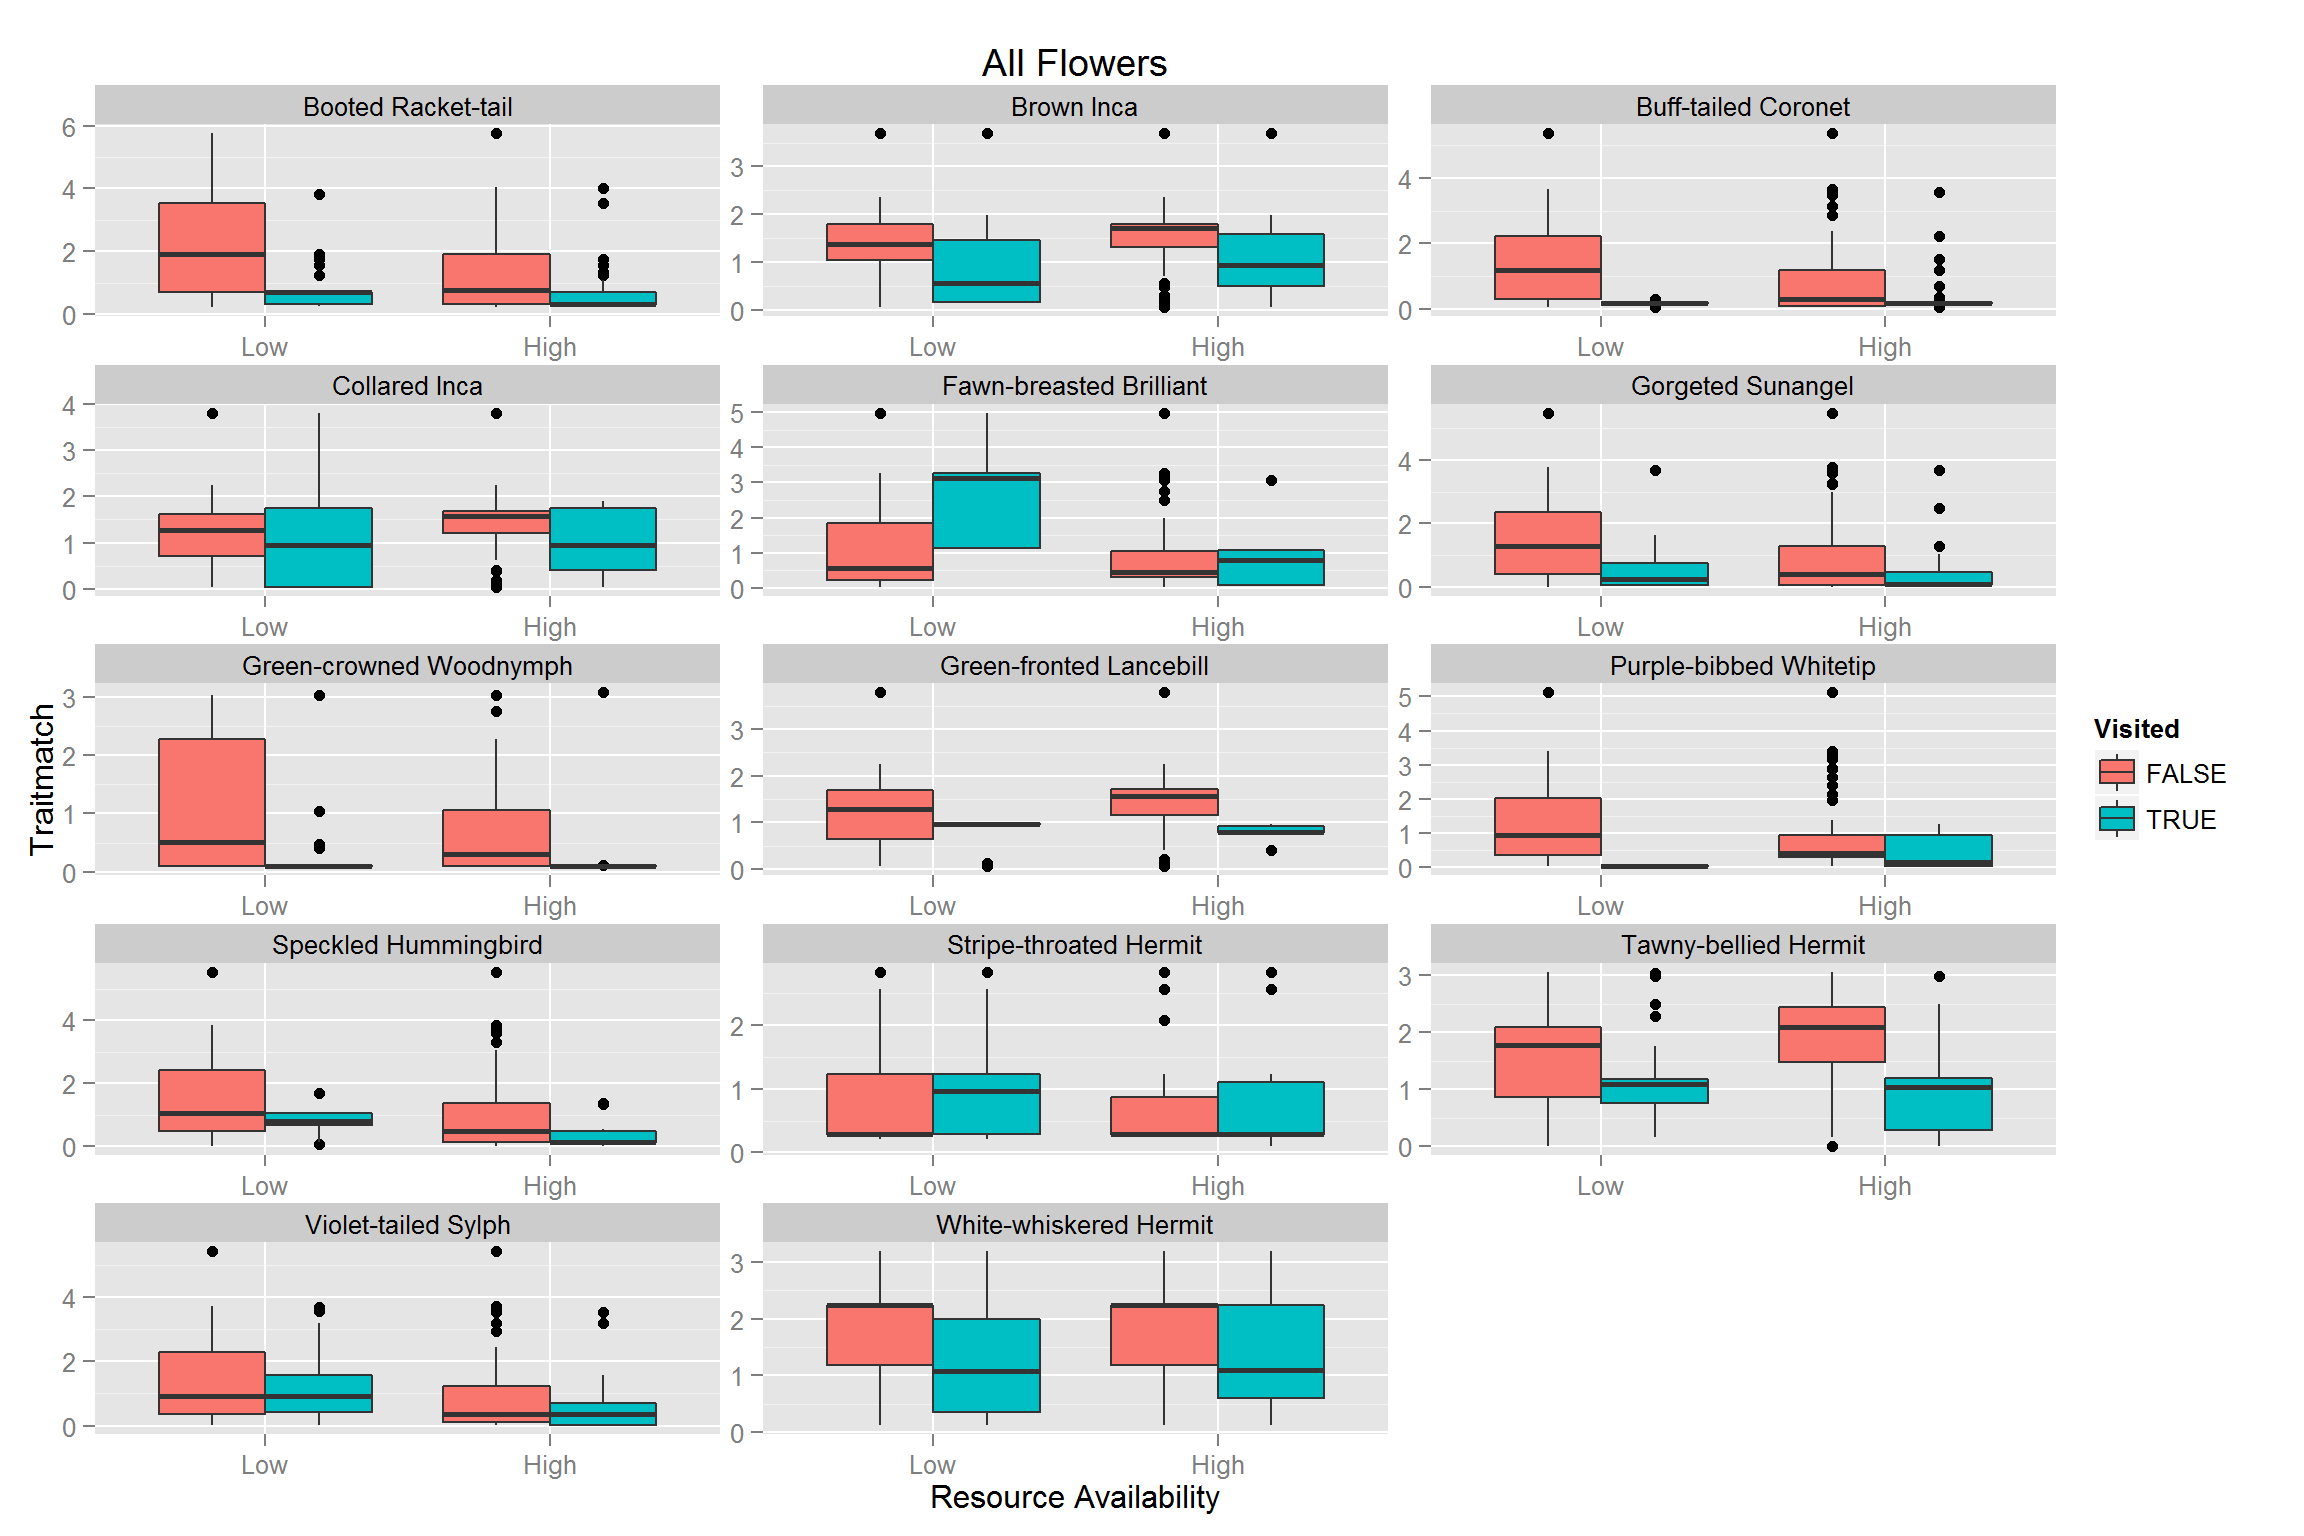 All Flowers
Booted Racket-tail
Brown Inca
Buff-tailed Coronet
6
4
2
0
3
2
1
0
4
2
0
Low High
Low High
Low High
Collared Inca
Fawn-breasted Brilliant
Gorgeted Sunangel
4
3
2
1
0
5
4
3
2
1
0
4
2
0
Low High
Low High
Low High
Green-crowned Woodnymph
Green-fronted Lancebill
Purple-bibbed Whitetip
3
2
1
0
3
2
1
0
5
4
3
2
1
0
Low High
Low High
Low High
Speckled Hummingbird
Stripe-throated Hermit
Tawny-bellied Hermit
4
2
0
2
1
0
3
2
1
0
Low High
Low High
Low High
Violet-tailed Sylph
White-whiskered Hermit
4
2
0
3
2
1
0
Low High
Low High
Traitmatch
Resource Availability
Visited
FALSE
TRUE